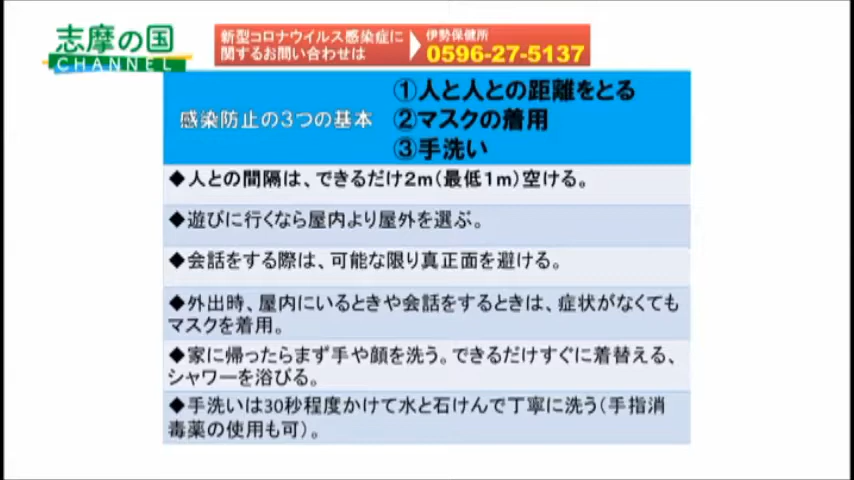 志摩の国
CHANNEL
新型コロナウイルス感染症に
関するお問い合わせは
伊勢保健所
0596-27-5137
感染防止の3つの基本
①人と人との距離をとる
②マスクの着用
③手洗い
◆人との間隔は、できるだけ2m(最低1m)空ける。
◆遊びに行くなら屋内より屋外を選ぶ。
◆会話をする際は、可能な限り真正面を避ける。
◆外出時、屋内にいるときや会話をするときは、症状がなくても
マスクを着用。
◆家に帰ったらまず手や顔を洗う。できるだけすぐに着替える、
シャワーを浴びる。
◆手洗いは30秒程度かけて水と石けんで丁寧に洗う(手指消
毒薬の使用も可)。